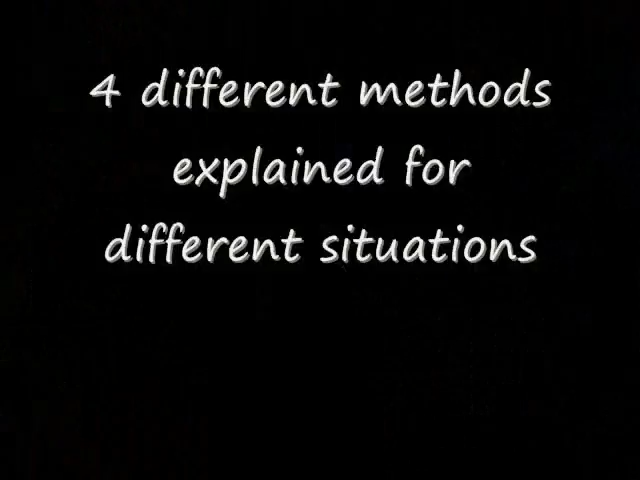 4 different methods
explained for
different situations